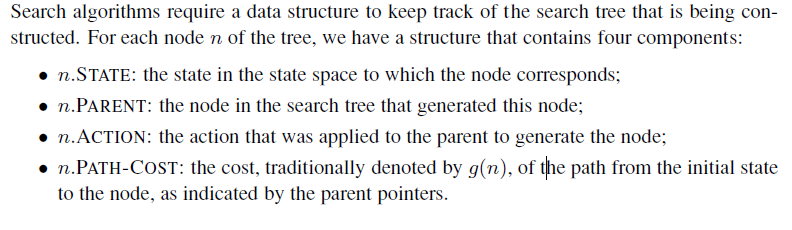 Search algorithms require a data structure to keep track of the search tree that is being con-
structed. For each node n of the tree, we have a structure that contains four components:
• n.STATE: the state in the state space to which the node corresponds;
• n.PARENT: the node in the search tree that generated this node;
• n.ACTION: the action that was applied to the parent to generate the node;
• n.PATH-COST: the cost, traditionally denoted by g(n), of the path from the initial state
to the node, as indicated by the parent pointers.